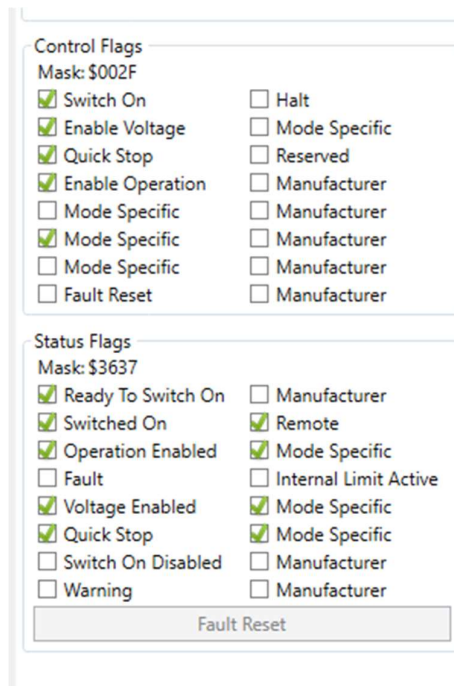 Control Flags
Mask: $002F
Switch On Halt
Enable Voltage Mode Specific
Quick Stop Reserved
Enable Operation Manufacturer
Mode Specific Manufacturer
Mode Specific Manufacturer
Mode Specific Manufacturer
Fault Reset Manufacturer
Status Flags
Mask: $3637
Ready To Switch On Manufacturer
Switched On Remote
Operation Enabled Mode Specific
Fault Internal Limit Active
Voltage Enabled Mode Specific
Quick Stop Mode Specific
Switch On Disabled Manufacturer
Warning Manufacturer
Fault Reset